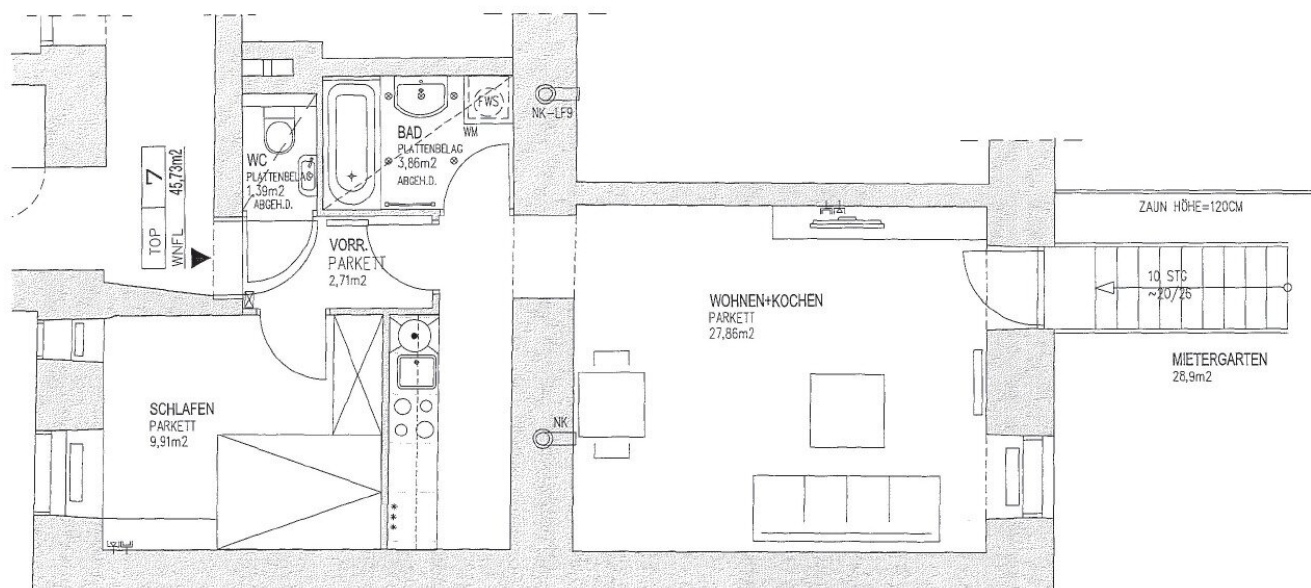 TOP 7
WNFL 45,73m2
WC
PLATTENBELAG
1,39m2
ABGEH.D.
BAD
PLATTENBELAG
3,86m2
ABGEH.D.
FWS
WM
NK-LF9
VORR.
PARKETT
2,71m2
SCHLAFEN
PARKETT
9,91m2
NK
WOHNEN+KOCHEN
PARKETT
27,86m2
ZAUN HÖHE=120CM
10 STG
~20/26
MIETERGARTEN
28,9m2